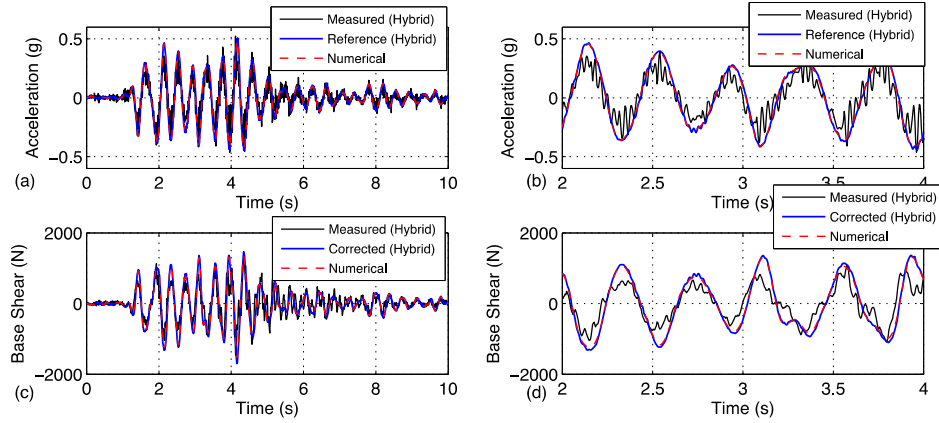 Measured (Hybrid)
Reference (Hybrid)
Numerical
Acceleration (g)
0.5
0
−0.5
(a)
0 2 4 6 8 10
Time (s)
Measured (Hybrid)
Reference (Hybrid)
Numerical
Acceleration (g)
0.5
0
−0.5
(b)
2 2.5 3 3.5 4
Time (s)
Measured (Hybrid)
Corrected (Hybrid)
Numerical
Base Shear (N)
2000
0
−2000
(c)
0 2 4 6 8 10
Time (s)
Measured (Hybrid)
Corrected (Hybrid)
Numerical
Base Shear (N)
2000
0
−2000
(d)
2 2.5 3 3.5 4
Time (s)